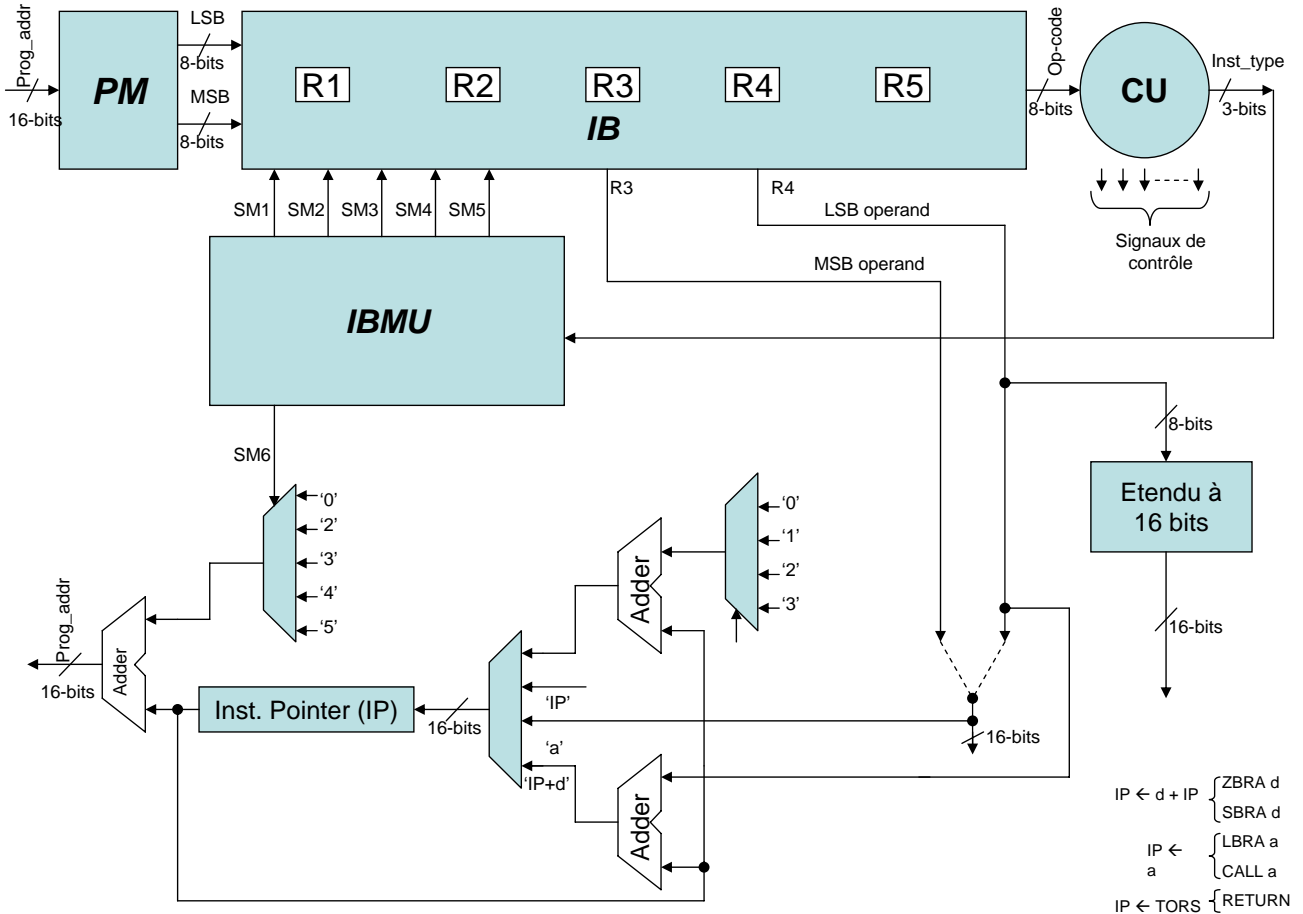 Prog_addr
16-bits
PM
LSB
8-bits
MSB
8-bits
R1
R2
R3
R4
R5
IB
Op-code
8-bits
CU
Inst_type
3-bits
Signaux de
contrôle
SM1
SM2
SM3
SM4
SM5
R3
R4
LSB operand
MSB operand
IBMU
SM6
‘0’
‘2’
‘3’
‘4’
‘5’
‘0’
‘1’
‘2’
‘3’
Adder
8-bits
Etendu à
16 bits
16-bits
Prog_addr
16-bits
Adder
Inst. Pointer (IP)
16-bits
‘IP’
‘a’
‘IP+d’
Adder
16-bits
IP ← d + IP
ZBRA d
SBRA d
IP ←
a
LBRA a
CALL a
IP ← TORS
RETURN